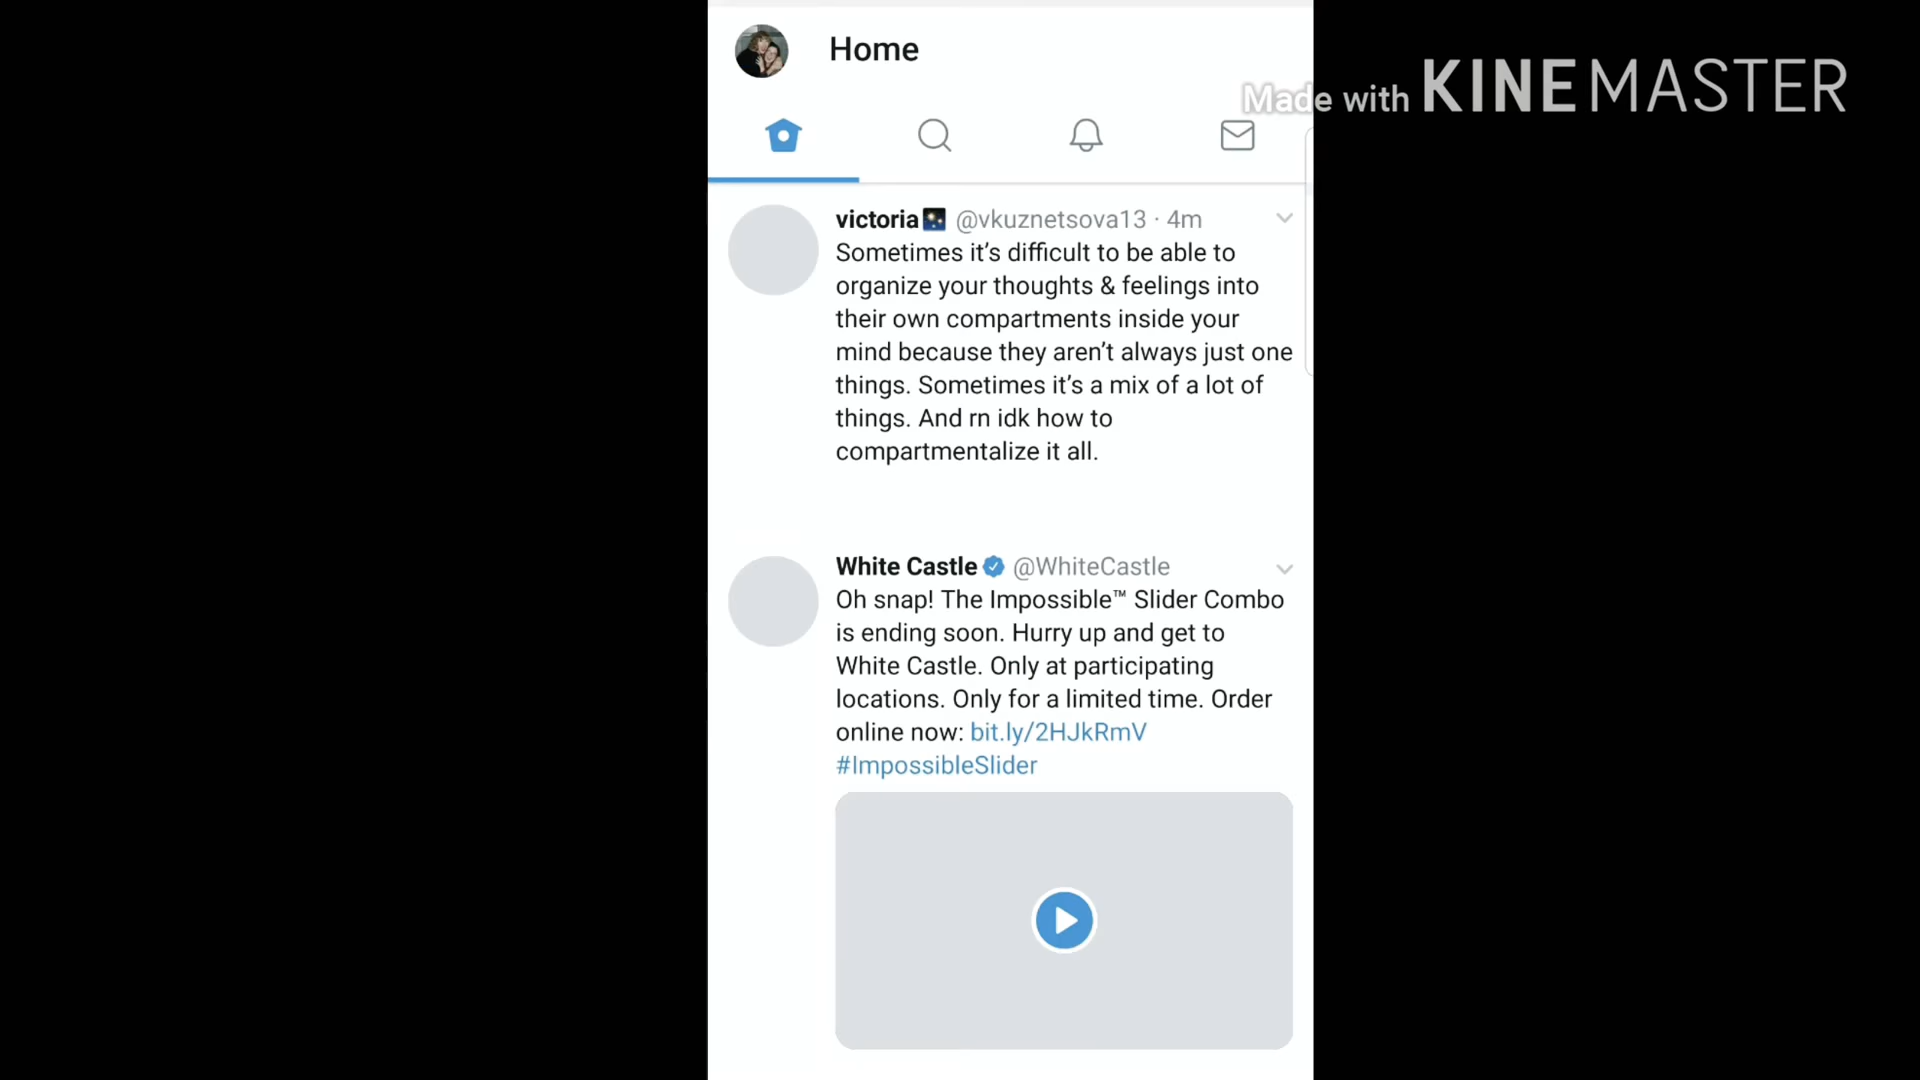 Home
Made with KINEMASTER
victoria @vkuznetsova13 · 4m
Sometimes it’s difficult to be able to
organize your thoughts & feelings into
their own compartments inside your
mind because they aren’t always just one
things. Sometimes it’s a mix of a lot of
things. And rn idk how to
compartmentalize it all.
White Castle @WhiteCastle
Oh snap! The Impossible™ Slider Combo
is ending soon. Hurry up and get to
White Castle. Only at participating
locations. Only for a limited time. Order
online now: bit.ly/2HJkRmV
#ImpossibleSlider